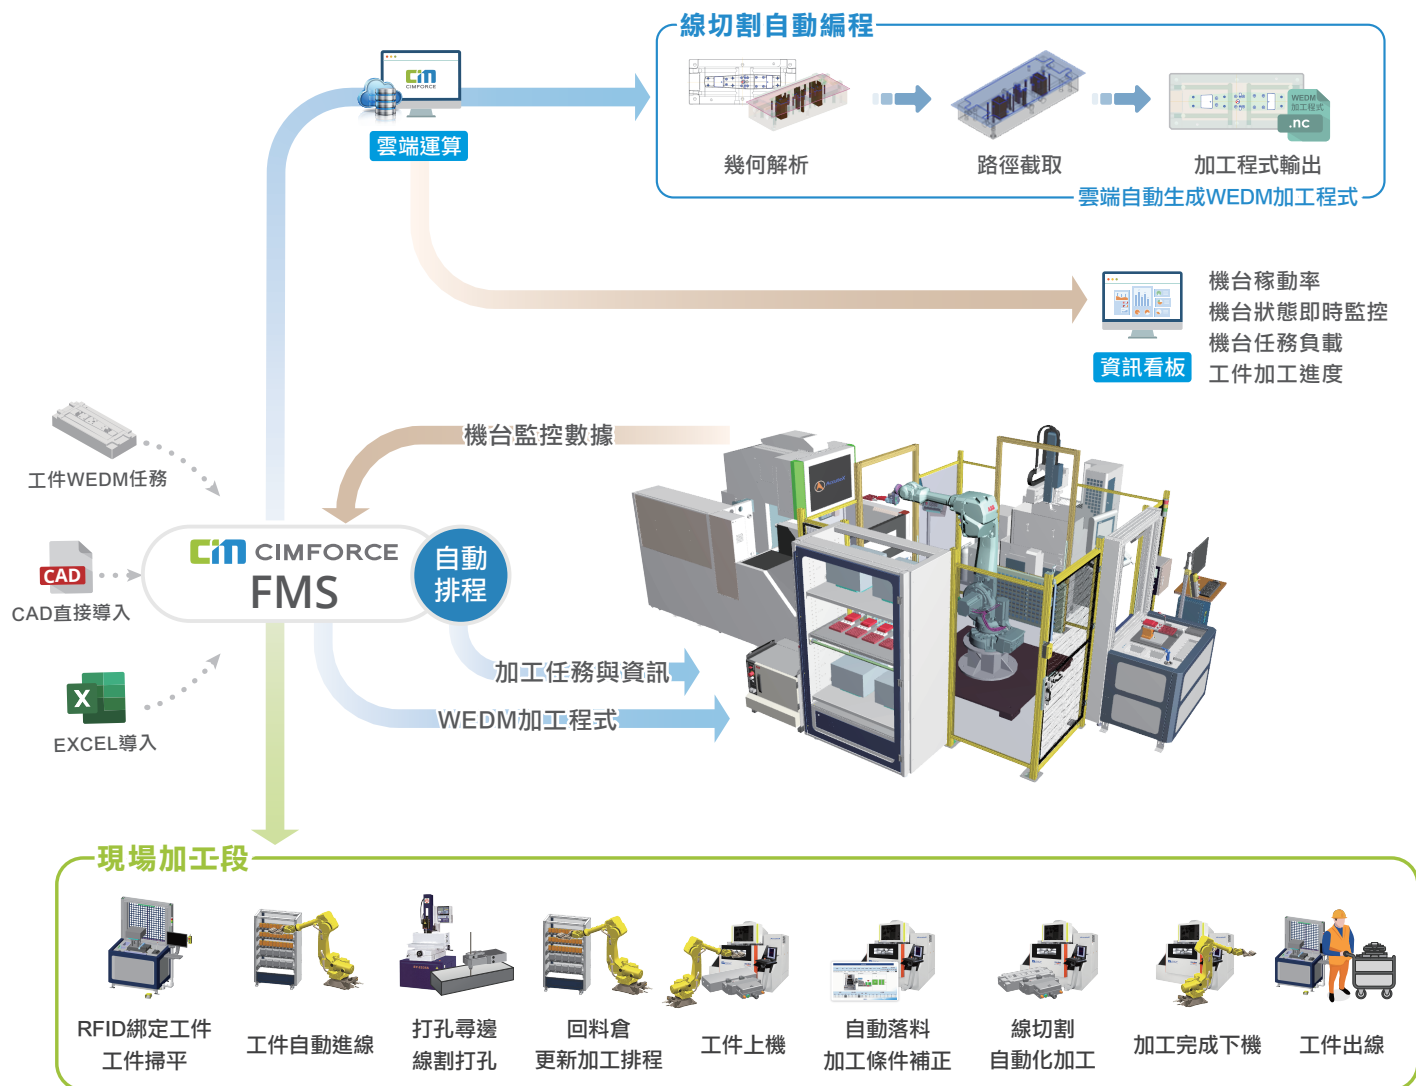 線切割自動編程
CIM
CIMFORCE
雲端運算
幾何解析
路徑截取
WEDM
加工程式
.nc
加工程式輸出
雲端自動生成WEDM加工程式
資訊看板
機台稼動率
機台狀態即時監控
機台任務負載
工件加工進度
工件WEDM任務
CAD
CAD直接導入
X
EXCEL導入
機台監控數據
CIM CIMFORCE
FMS
自動
排程
加工任務與資訊
WEDM加工程式
ABB
現場加工段
RFID綁定工件
工件掃平
工件自動進線
打孔尋邊
線割打孔
回料倉
更新加工排程
工件上機
自動落料
加工條件補正
線切割
自動化加工
加工完成下機
工件出線